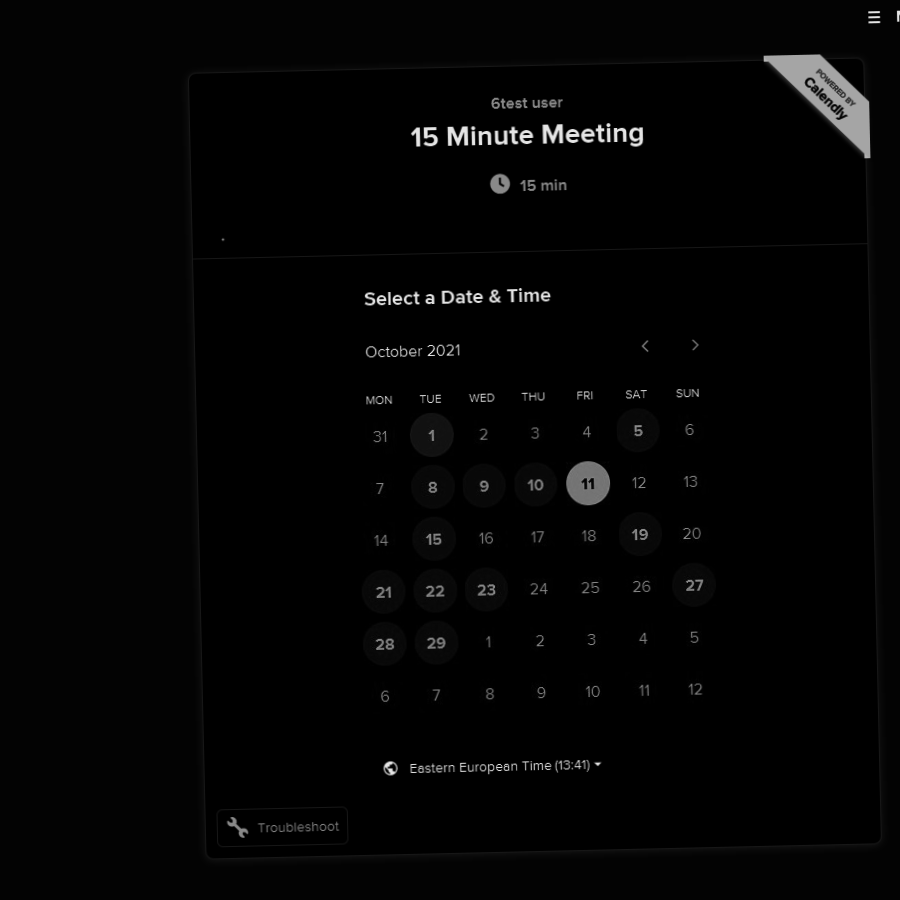 POWERED BY
Calendly
6test user
15 Minute Meeting
15 min
Select a Date & Time
October 2021
MON TUE WED THU FRI SAT SUN
31 1 2 3 4 5 6
7 8 9 10 11 12 13
14 15 16 17 18 19 20
21 22 23 24 25 26 27
28 29 1 2 3 4 5
6 7 8 9 10 11 12
Eastern European Time (13:41)
Troubleshoot